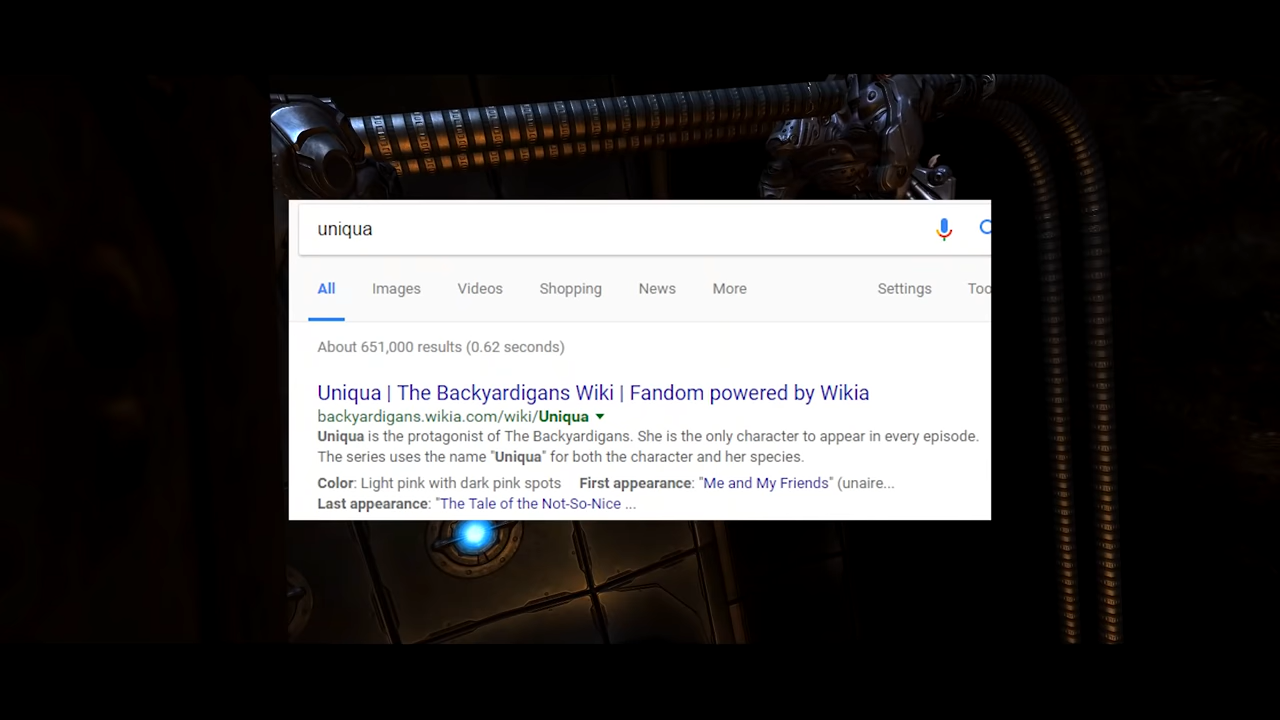 uniqua
All Images Videos Shopping News More Settings
About 651,000 results (0.62 seconds)
Uniqua | The Backyardigans Wiki | Fandom powered by Wikia
backyardigans.wikia.com/wiki/Uniqua
Uniqua is the protagonist of The Backyardigans. She is the only character to appear in every episode.
The series uses the name "Uniqua" for both the character and her species.
Color: Light pink with dark pink spots First appearance: "Me and My Friends" (unaire...
Last appearance: "The Tale of the Not-So-Nice ...